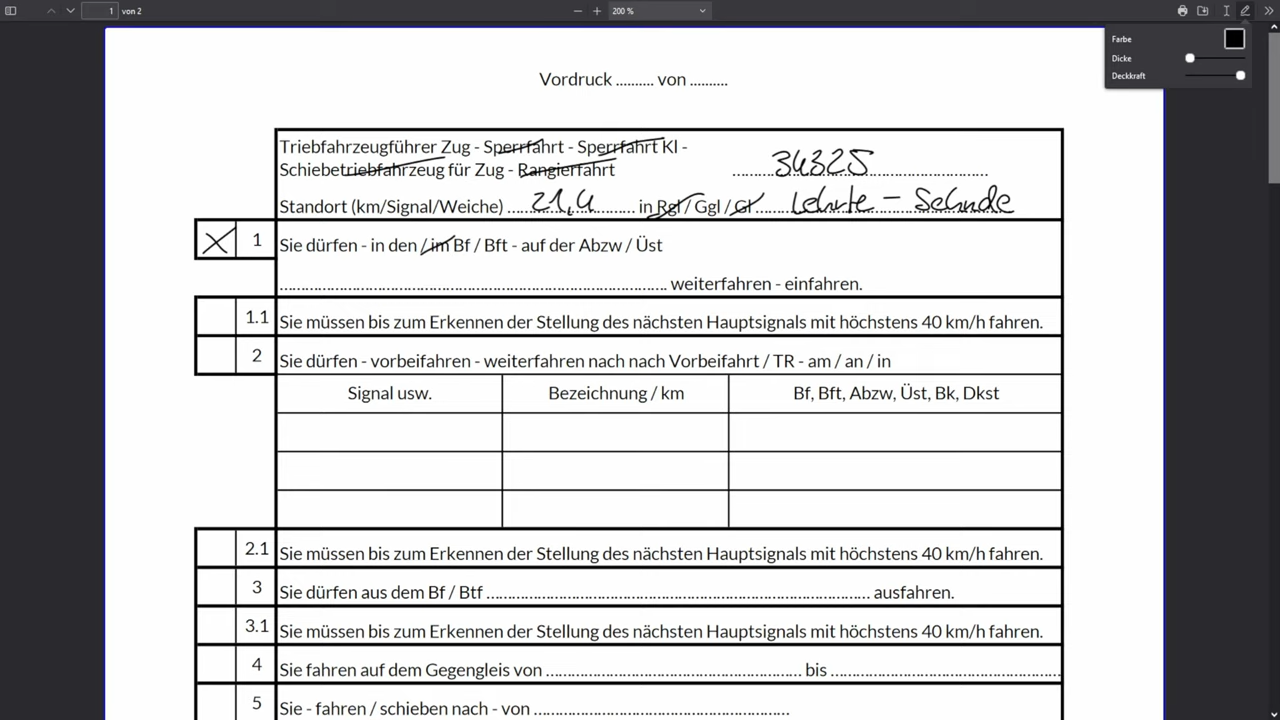 1 von 2 200 %
Farbe
Dicke
Deckkraft
Vordruck .......... von ..........
Triebfahrzeugführer Zug - Sperrfahrt - Sperrfahrt Kl -
Schiebetriebfahrzeug für Zug - Rangierfahrt 34325
Standort (km/Signal/Weiche) 21,4 in Rgl / Ggl / Gl Lehrte - Sehnde
X 1 Sie dürfen - in den / im Bf / Bft - auf der Abzw / Üst
weiterfahren - einfahren.
1.1 Sie müssen bis zum Erkennen der Stellung des nächsten Hauptsignals mit höchstens 40 km/h fahren.
2 Sie dürfen - vorbeifahren - weiterfahren nach nach Vorbeifahrt / TR - am / an / in
Signal usw. Bezeichnung / km Bf, Bft, Abzw, Üst, Bk, Dkst
2.1 Sie müssen bis zum Erkennen der Stellung des nächsten Hauptsignals mit höchstens 40 km/h fahren.
3 Sie dürfen aus dem Bf / Btf ausfahren.
3.1 Sie müssen bis zum Erkennen der Stellung des nächsten Hauptsignals mit höchstens 40 km/h fahren.
4 Sie fahren auf dem Gegengleis von bis
5 Sie - fahren / schieben nach - von